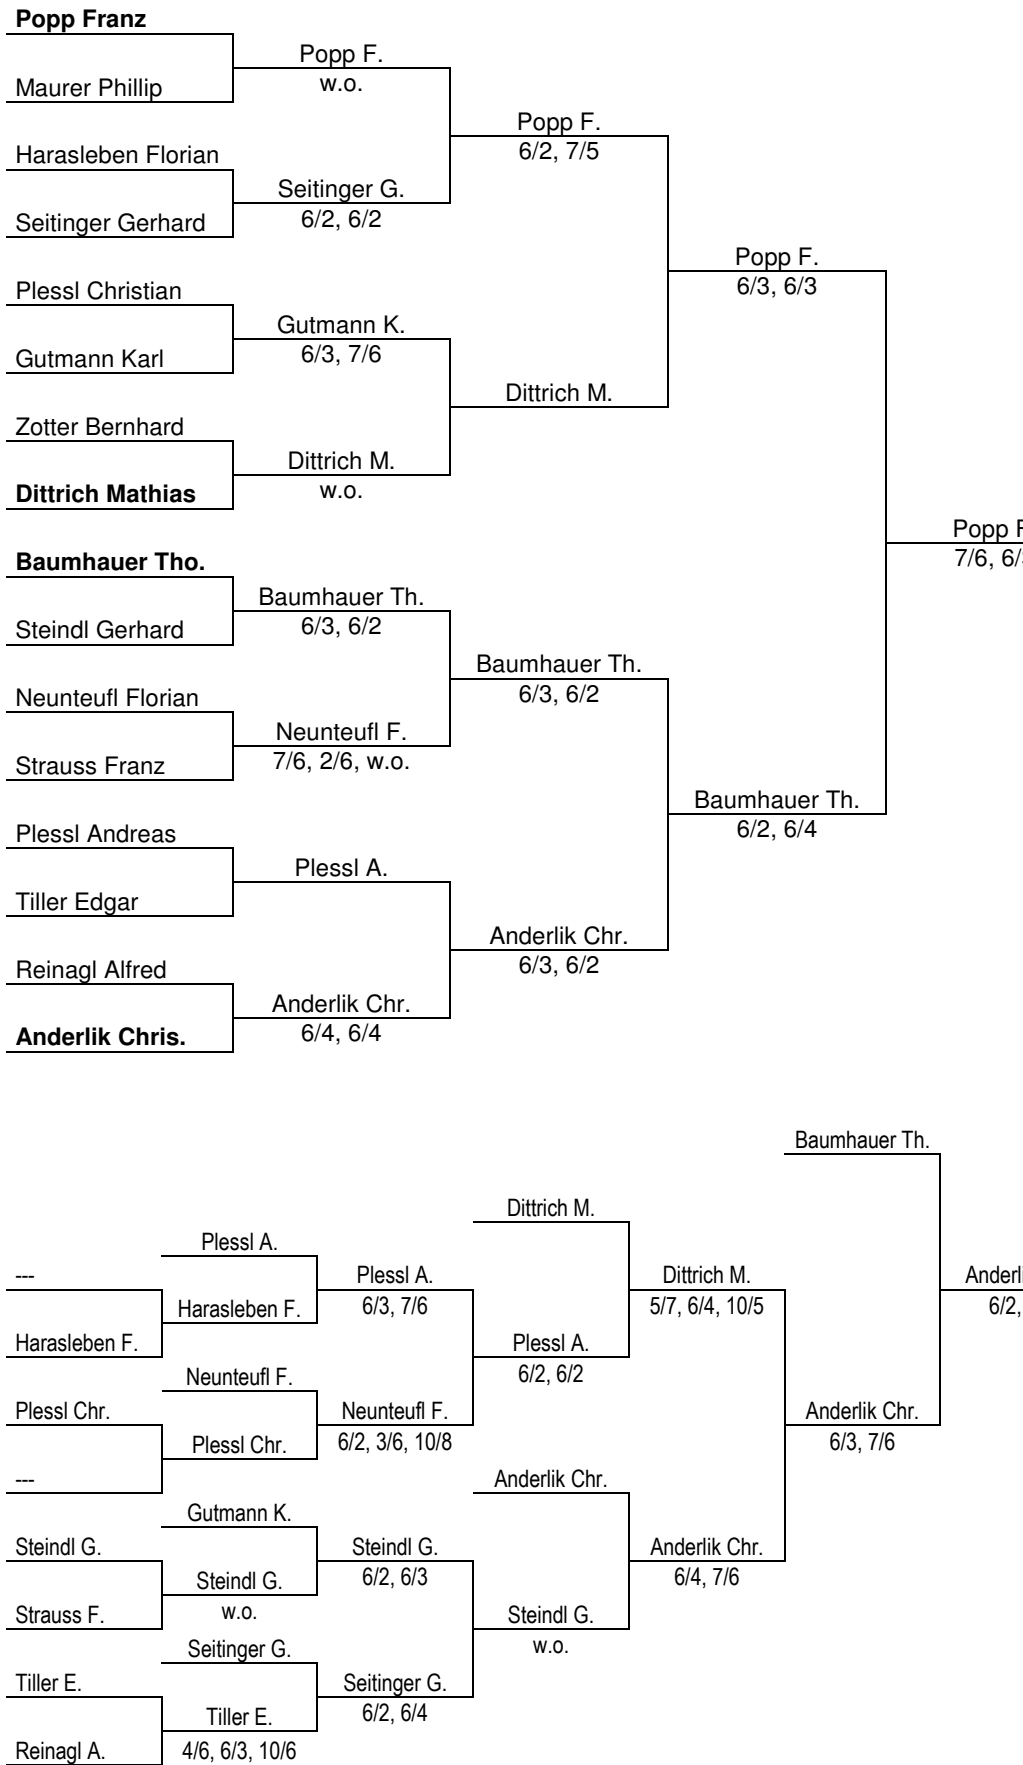 Popp Franz
Popp F.
Maurer Phillip
w.o.
Popp F.
Harasleben Florian
6/2, 7/5
Seitinger G.
Seitinger Gerhard
6/2, 6/2
Popp F.
Plessl Christian
6/3, 6/3
Gutmann K.
Gutmann Karl
6/3, 7/6
Dittrich M.
Zotter Bernhard
Dittrich M.
Dittrich Mathias
w.o.
Popp F
7/6, 6/3
Baumhauer Tho.
Baumhauer Th.
Steindl Gerhard
6/3, 6/2
Baumhauer Th.
Neunteufl Florian
6/3, 6/2
Neunteufl F.
Strauss Franz
7/6, 2/6, w.o.
Baumhauer Th.
Plessl Andreas
6/2, 6/4
Plessl A.
Tiller Edgar
Anderlik Chr.
Reinagl Alfred
6/3, 6/2
Anderlik Chr.
Anderlik Chris.
6/4, 6/4
Baumhauer Th.
Dittrich M.
Plessl A.
---
Plessl A.
Dittrich M.
Anderli
Harasleben F.
6/3, 7/6
5/7, 6/4, 10/5
6/2,
Harasleben F.
Plessl A.
Neunteufl F.
6/2, 6/2
Plessl Chr.
Neunteufl F.
Anderlik Chr.
Plessl Chr.
6/2, 3/6, 10/8
6/3, 7/6
---
Anderlik Chr.
Gutmann K.
Steindl G.
Steindl G.
Anderlik Chr.
Steindl G.
6/2, 6/3
6/4, 7/6
Strauss F.
w.o.
Steindl G.
Seitinger G.
w.o.
Tiller E.
Seitinger G.
Tiller E.
6/2, 6/4
Reinagl A.
4/6, 6/3, 10/6